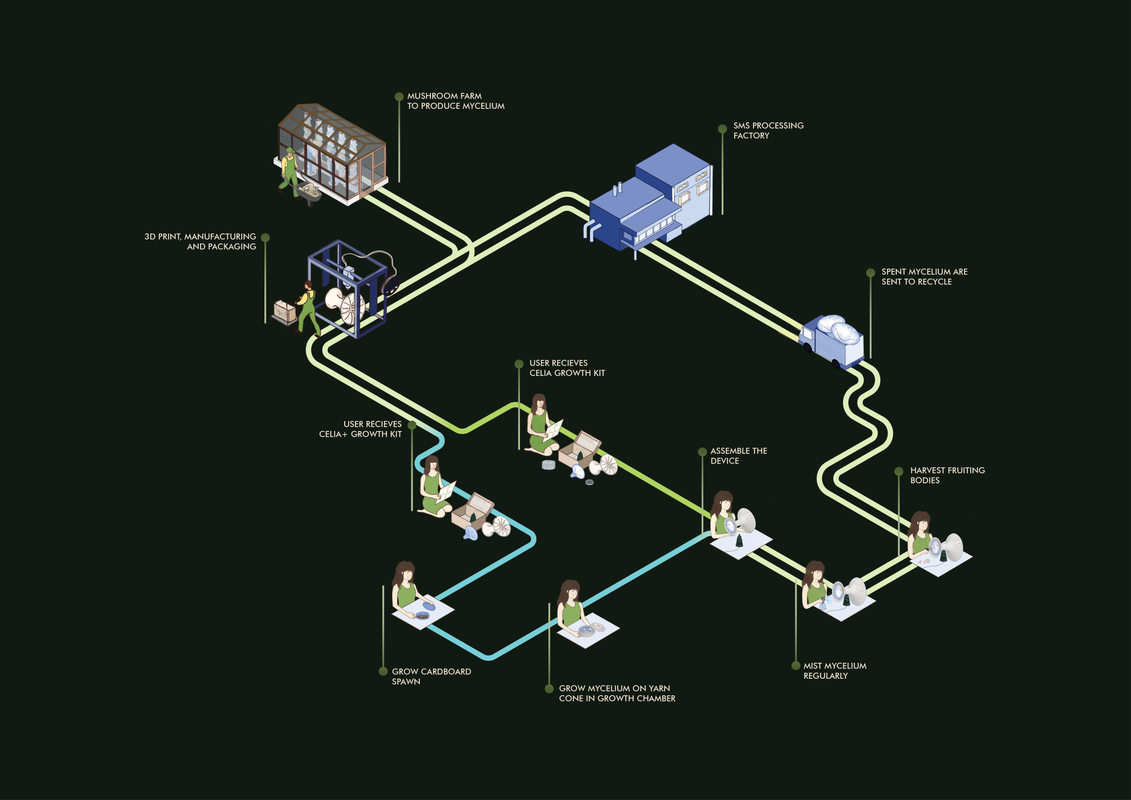 MUSHROOM FARM
TO PRODUCE MYCELIUM
SMS PROCESSING
FACTORY
3D PRINT, MANUFACTURING
AND PACKAGING
SPENT MYCELIUM ARE
SENT TO RECYCLE
USER RECIEVES
CELIA GROWTH KIT
USER RECIEVES
CELIA+ GROWTH KIT
ASSEMBLE THE
DEVICE
HARVEST FRUITING
BODIES
GROW CARDBOARD
SPAWN
GROW MYCELIUM ON YARN
CONE IN GROWTH CHAMBER
MIST MYCELIUM
REGULARLY